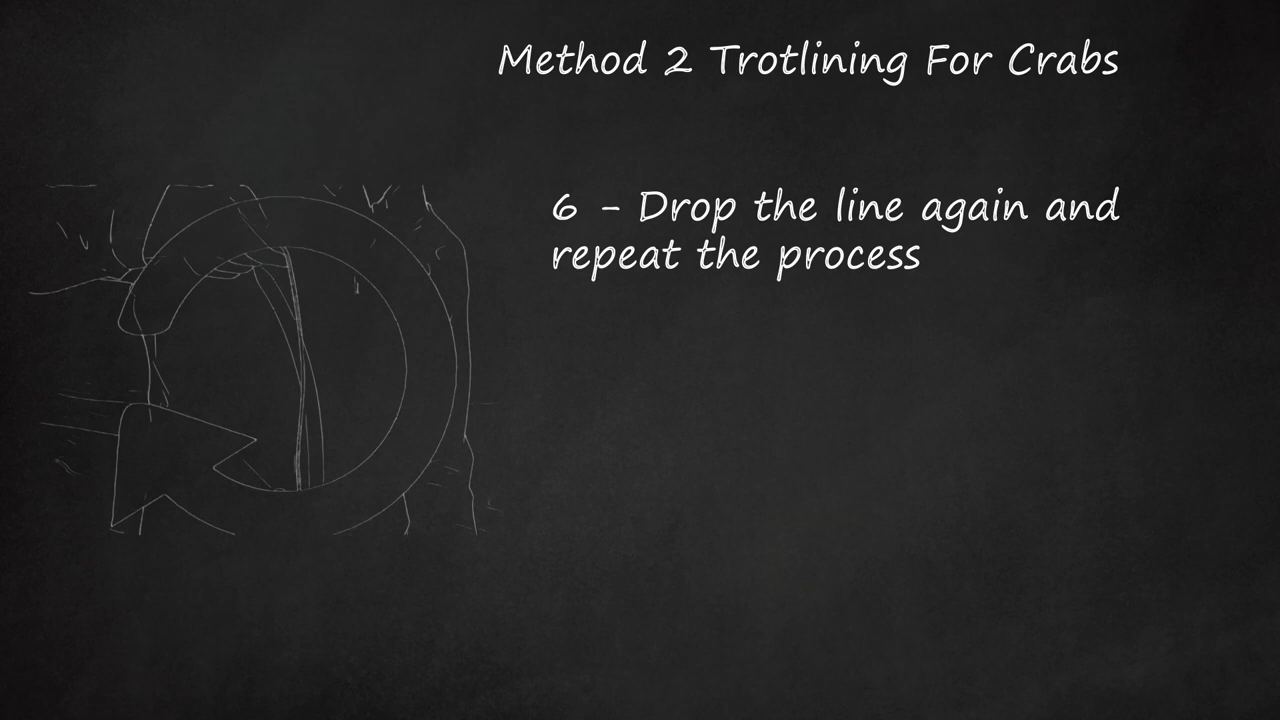 Method 2 Trotlining For Crabs
6 - Drop the line again and
repeat the process